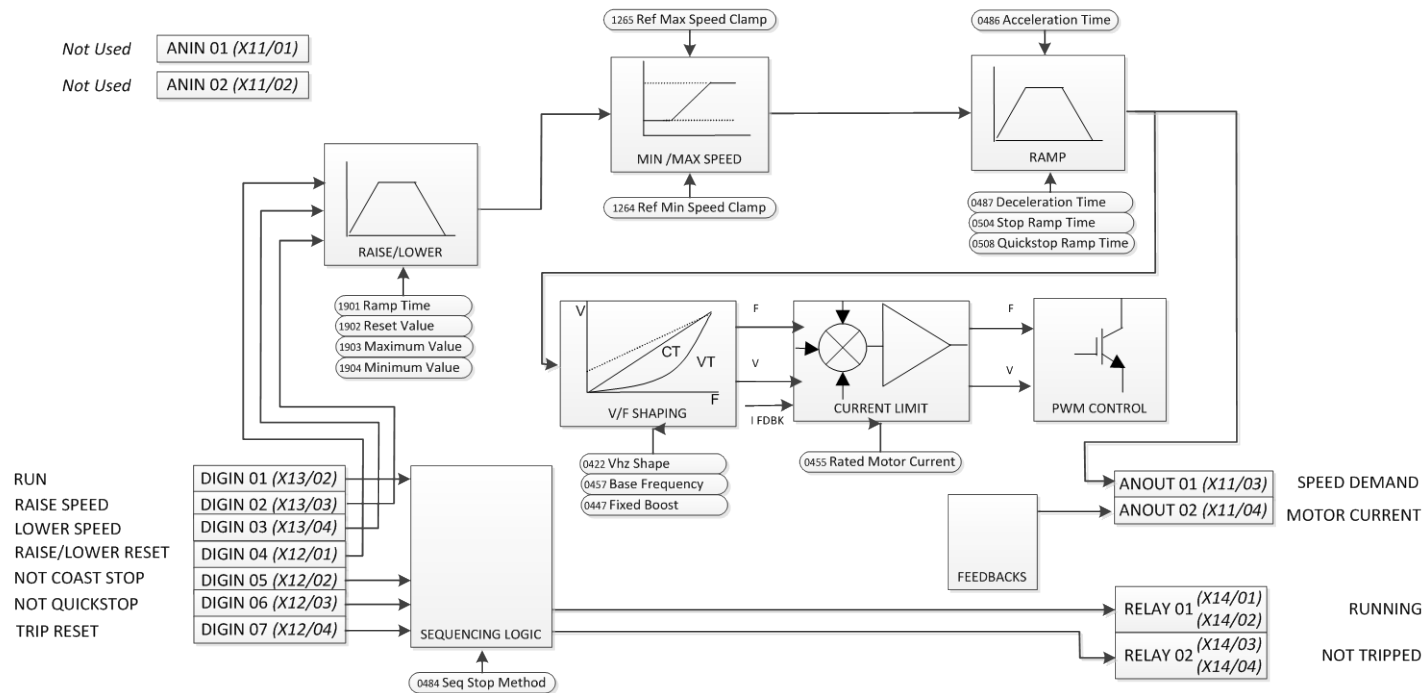 1265 Ref Max Speed Clamp
0486 Acceleration Time
Not Used ANIN 01 (X11/01)
Not Used ANIN 02 (X11/02)
MIN /MAX SPEED
RAMP
1264 Ref Min Speed Clamp
0487 Deceleration Time
0504 Stop Ramp Time
0508 Quickstop Ramp Time
RAISE/LOWER
1901 Ramp Time
1902 Reset Value
1903 Maximum Value
1904 Minimum Value
V
CT
VT
F
V/F SHAPING
F
V
I FDBK
CURRENT LIMIT
F
V
PWM CONTROL
0422 Vhz Shape
0457 Base Frequency
0447 Fixed Boost
0455 Rated Motor Current
RUN DIGIN 01 (X13/02)
RAISE SPEED DIGIN 02 (X13/03)
LOWER SPEED DIGIN 03 (X13/04)
RAISE/LOWER RESET DIGIN 04 (X12/01)
NOT COAST STOP DIGIN 05 (X12/02)
NOT QUICKSTOP DIGIN 06 (X12/03)
TRIP RESET DIGIN 07 (X12/04)
SEQUENCING LOGIC
0484 Seq Stop Method
ANOUT 01 (X11/03) SPEED DEMAND
ANOUT 02 (X11/04) MOTOR CURRENT
FEEDBACKS
RELAY 01 (X14/01)
(X14/02)
RUNNING
RELAY 02 (X14/03)
(X14/04)
NOT TRIPPED